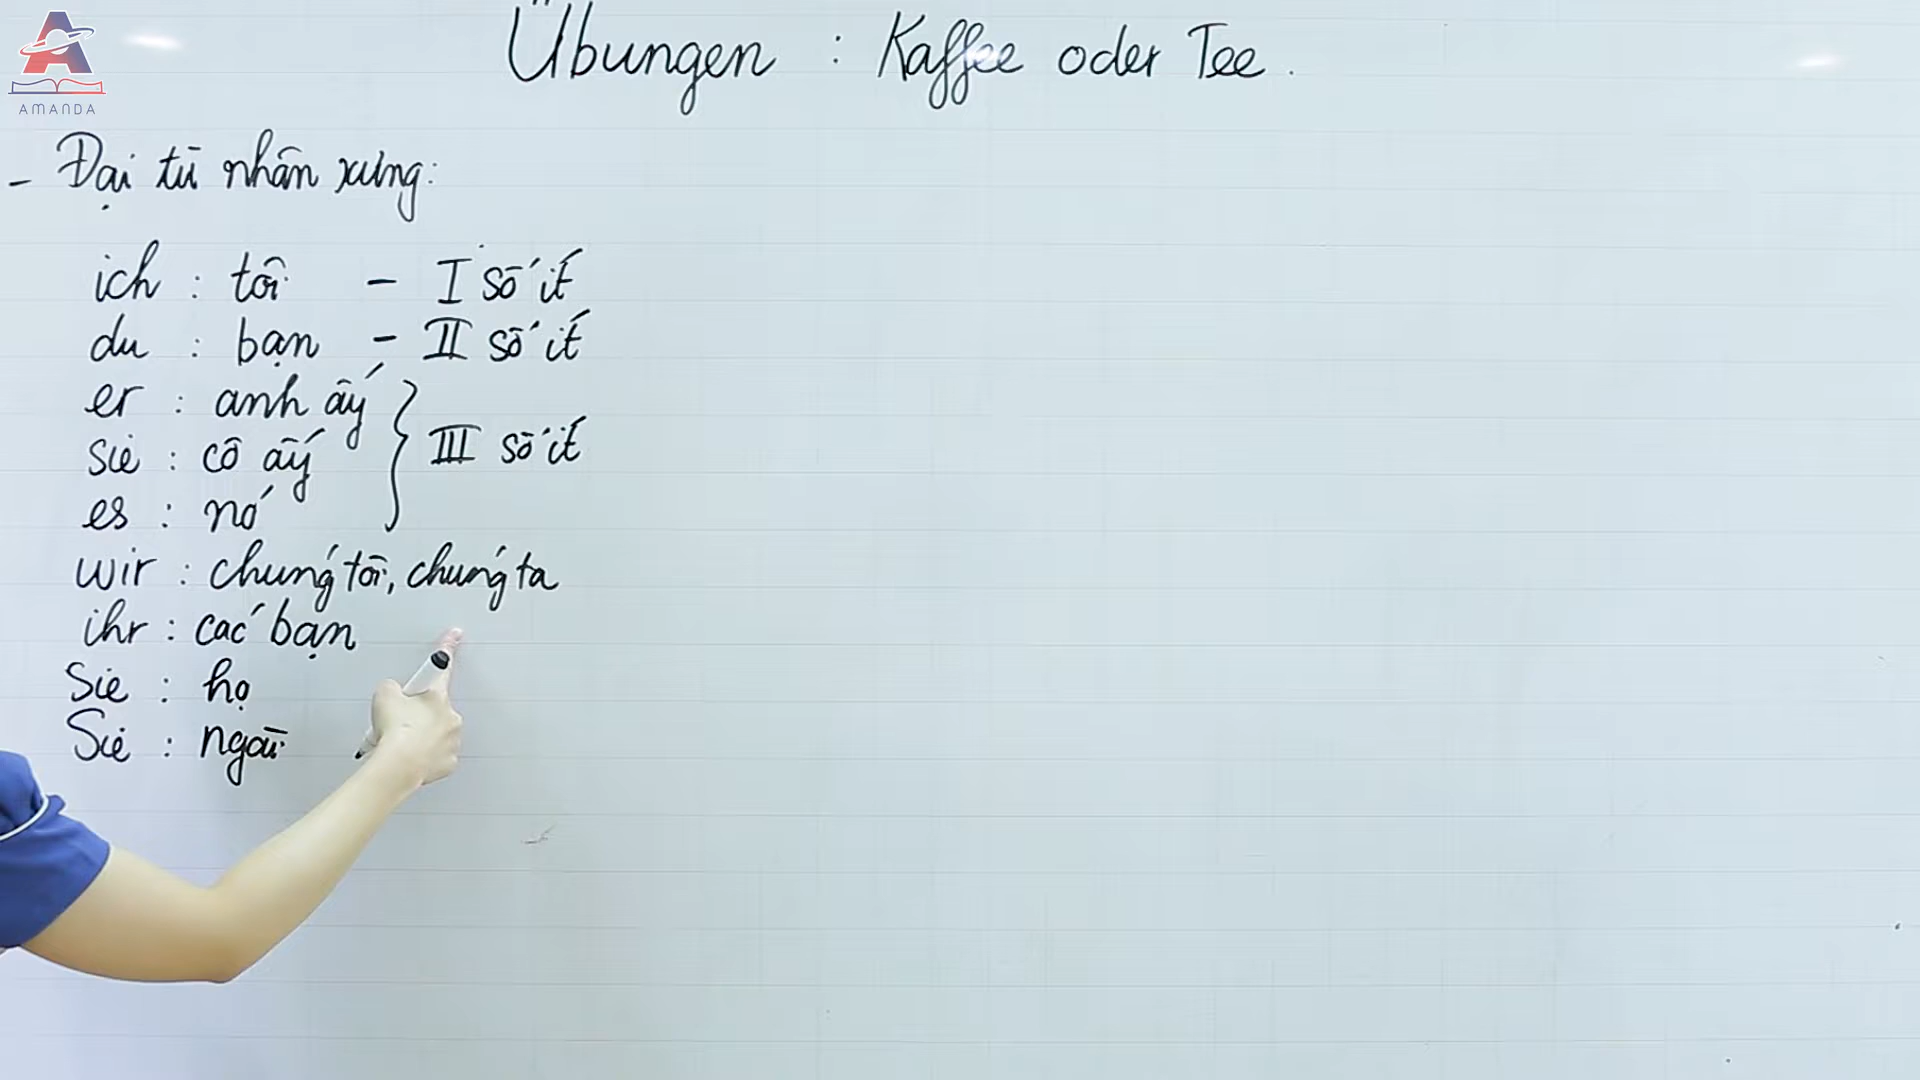 AMANDA
Übungen : Kaffee oder Tee.
- Đại từ nhân xưng:
ich : tôi - I số ít
du : bạn - II số ít
er : anh ấy
sie : cô ấy
III số ít
es : nó
wir : chúng tôi, chúng ta
ihr : các bạn
Sie : họ
Sie : ngài